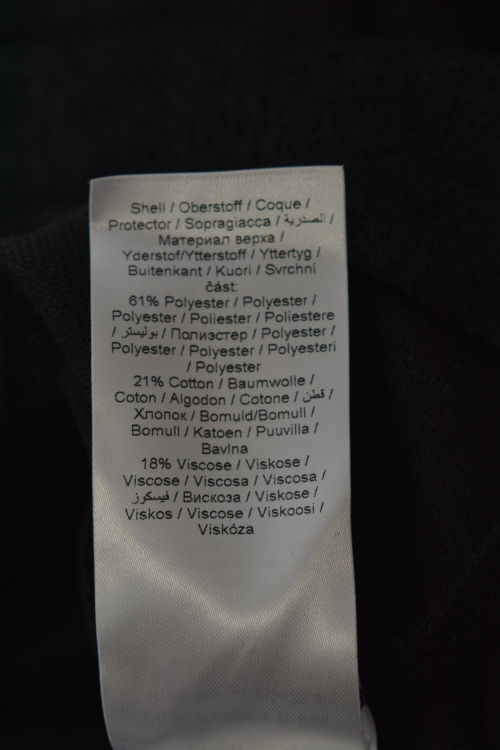 Shell / Oberstoff / Coque /
Protector / Sopragiacca / الصدرية /
Материал верха /
Yderstof/Ytterstoff / Yttertyg /
Buitenkant / Kuori / Svrchní
část:
61% Polyester / Polyester /
Polyester / Poliester / Poliestere
/ بوليستر / Полиэстер / Polyester /
Polyester / Polyester / Polyesteri
/ Polyester
21% Cotton / Baumwolle /
Coton / Algodon / Cotone / قطن /
Хлопок / Bomuld/Bomull /
Bomull / Katoen / Puuvilla /
Bavlna
18% Viscose / Viskose /
Viscose / Viscosa / Viscosa /
فيسكوز / Вискоза / Viskose /
Viskos / Viscose / Viskoosi /
Viskóza